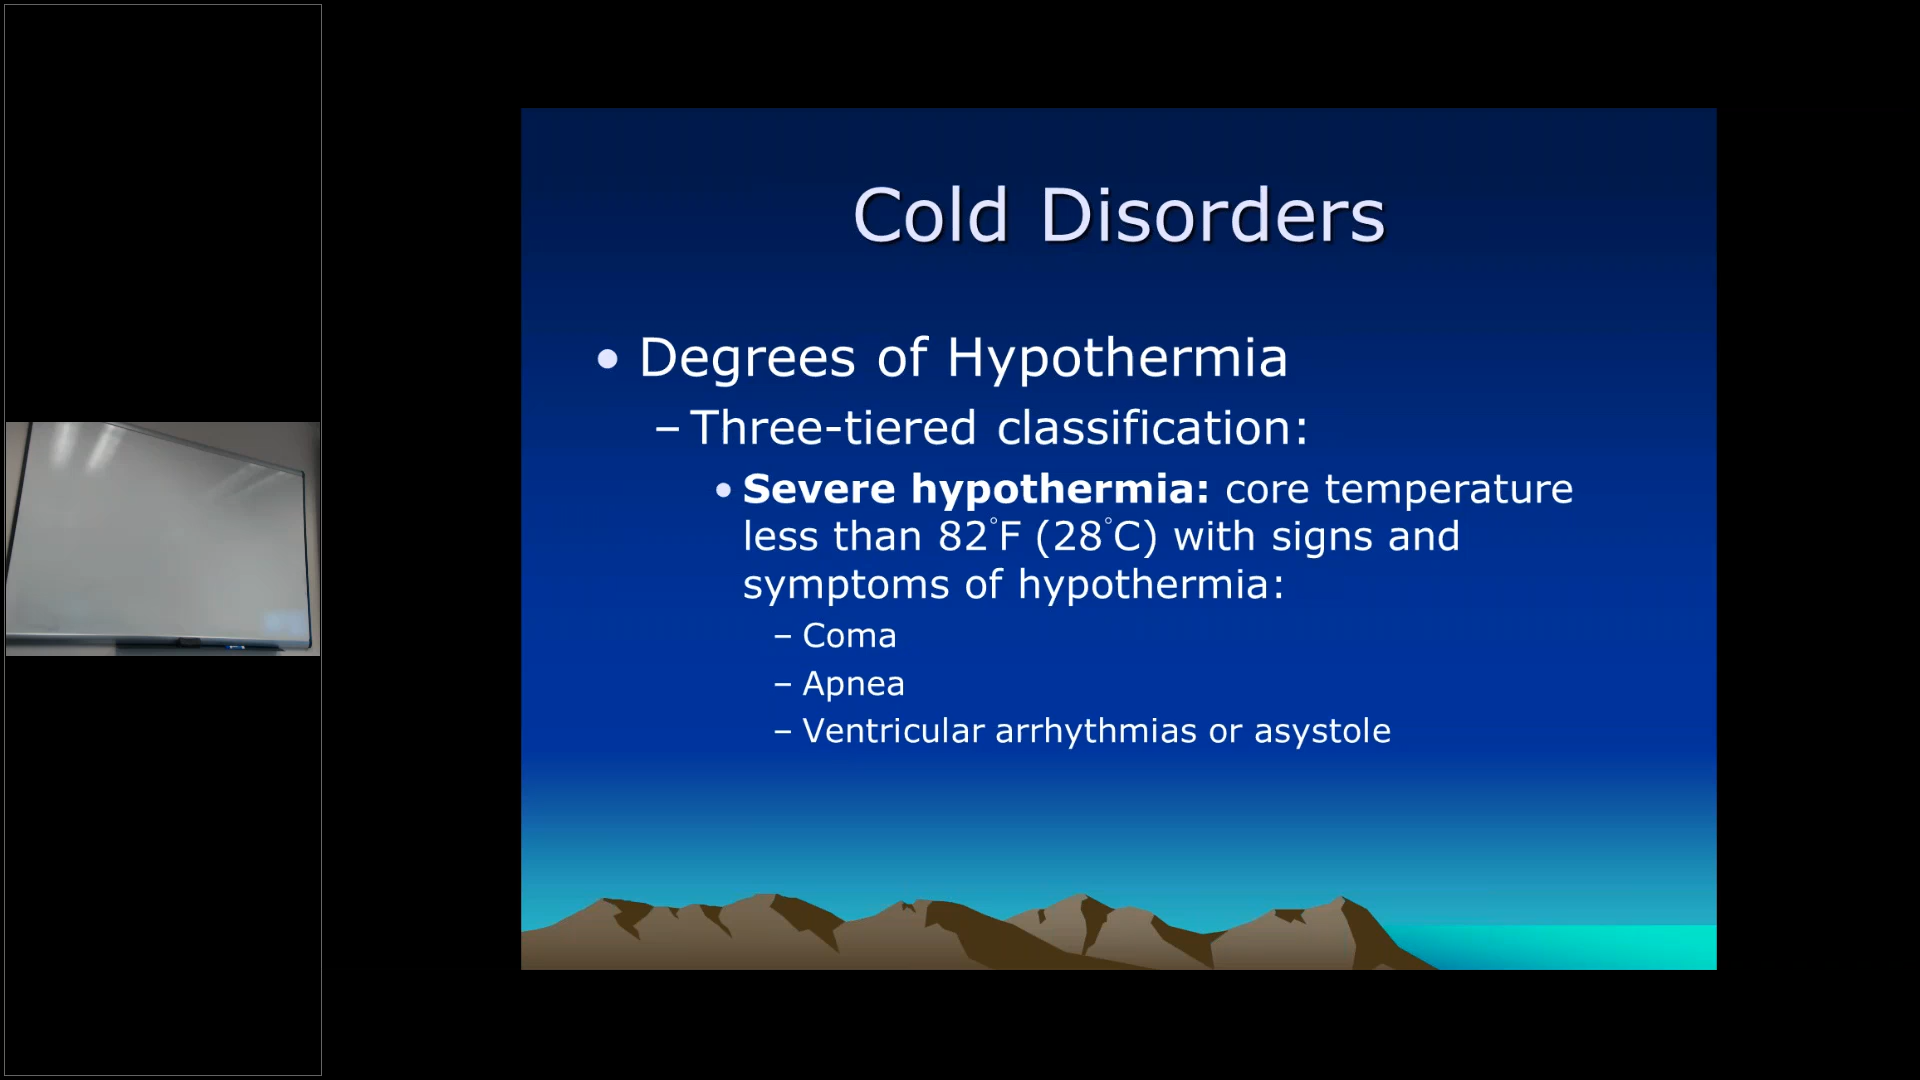 Cold Disorders
• Degrees of Hypothermia
– Three-tiered classification:
• Severe hypothermia: core temperature
less than 82°F (28°C) with signs and
symptoms of hypothermia:
– Coma
– Apnea
– Ventricular arrhythmias or asystole